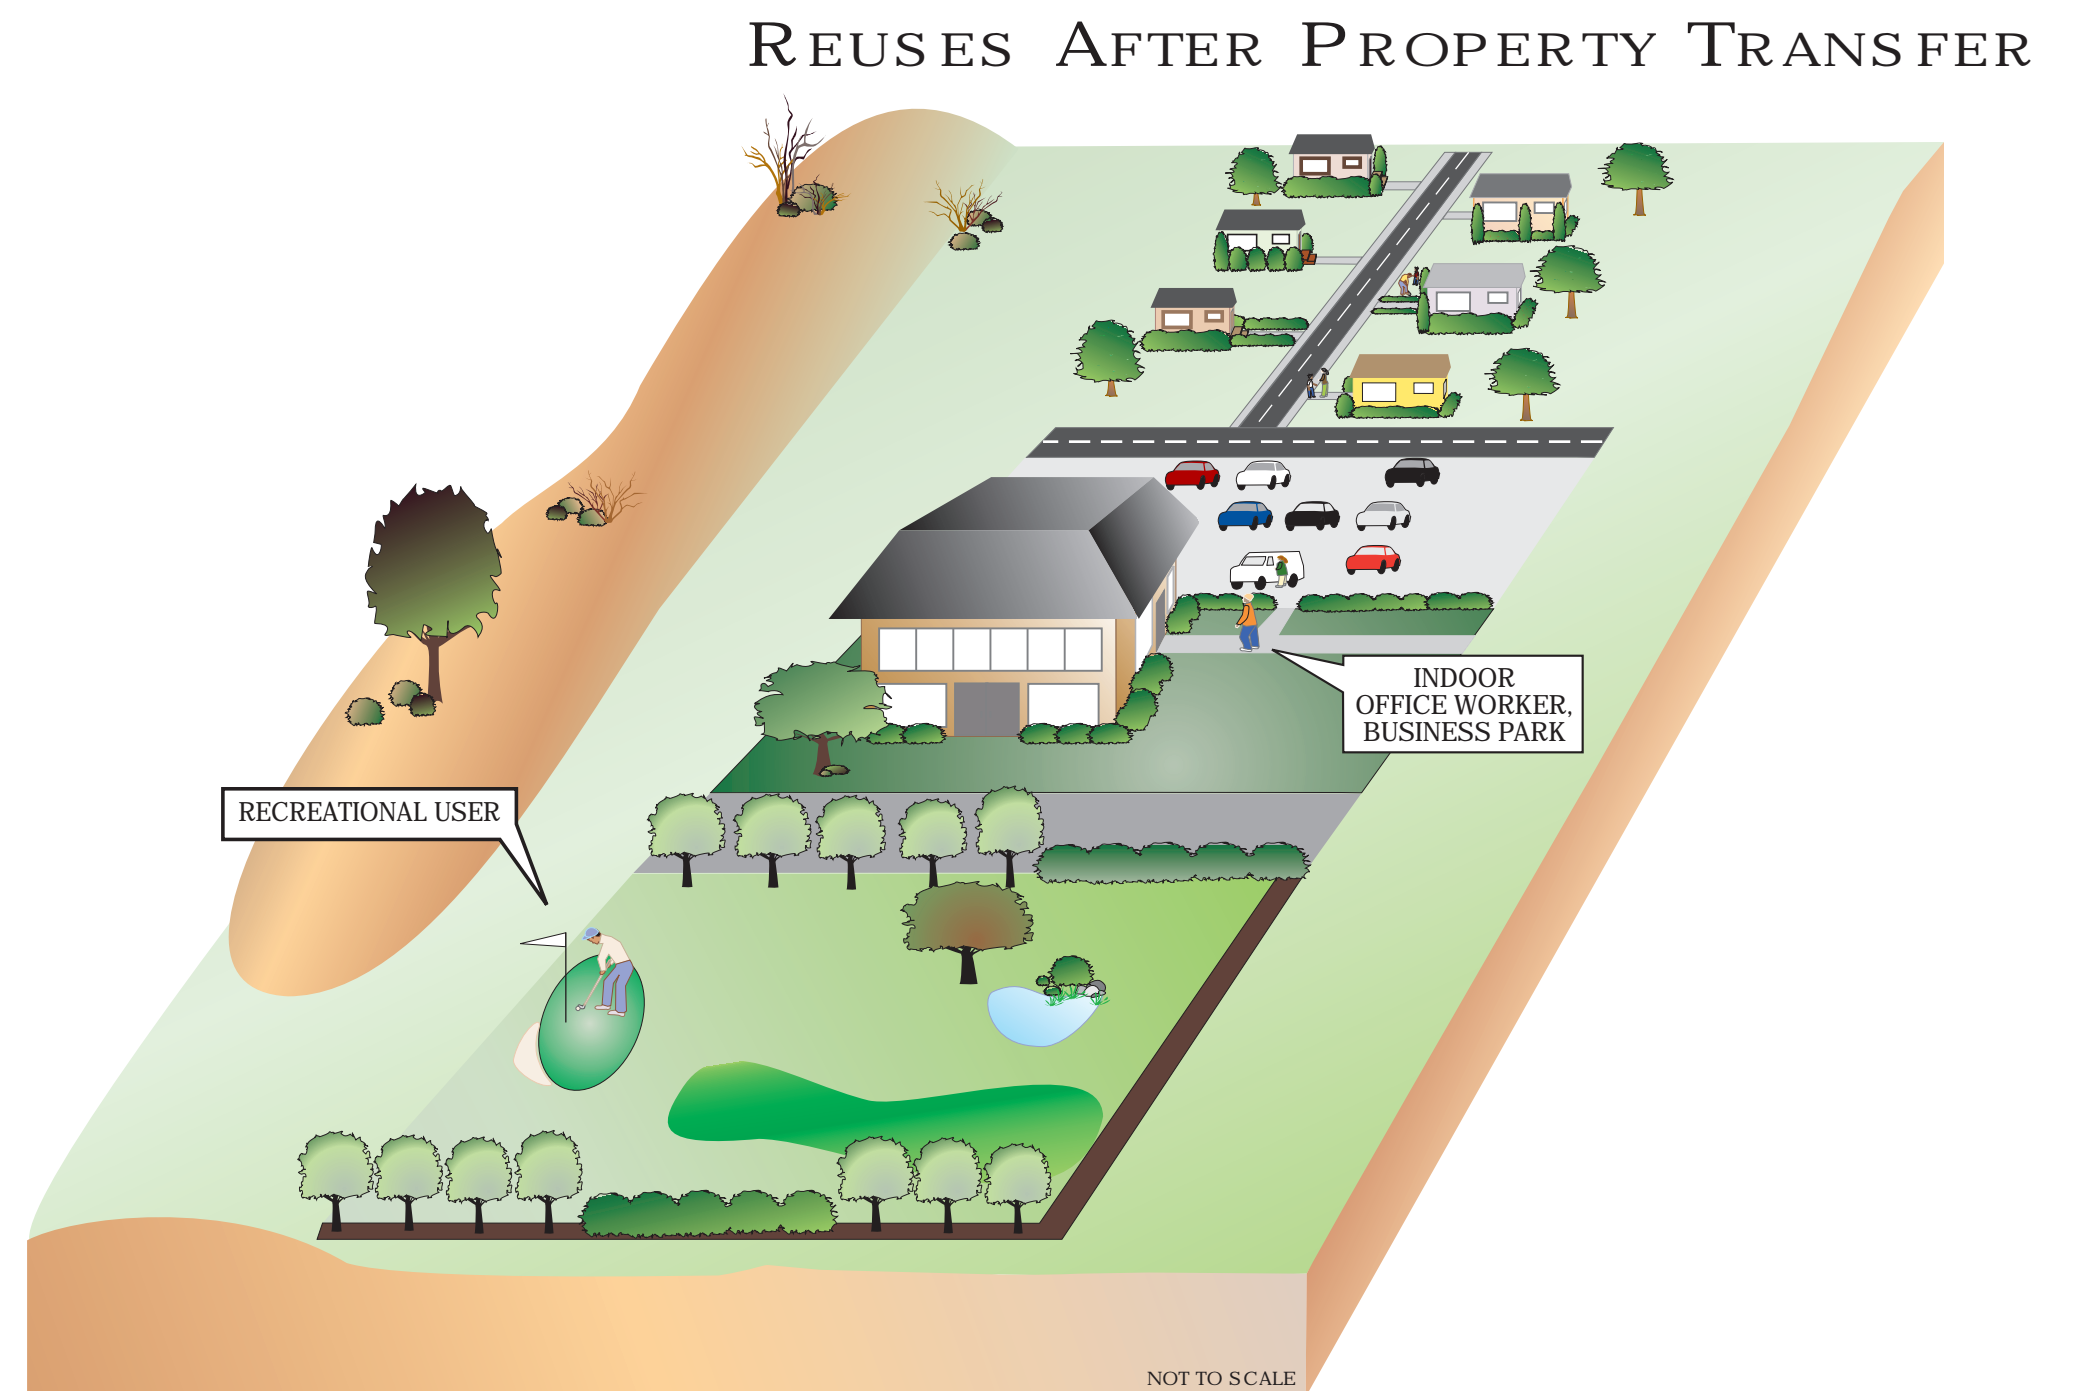 REUSES AFTER PROPERTY TRANSFER
INDOOR
OFFICE WORKER,
BUSINESS PARK
RECREATIONAL USER
NOT TO SCALE